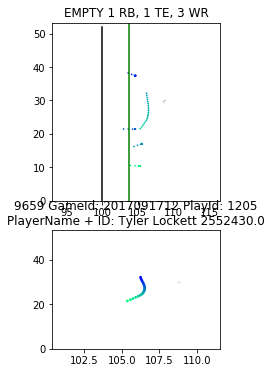 EMPTY 1 RB, 1 TE, 3 WR
50
40
30
20
10
0
95 100 105 110 115
9659 GameId: 2017091712 PlayId: 1205
PlayerName + ID: Tyler Lockett 2552430.0
40
20
0
102.5 105.0 107.5 110.0